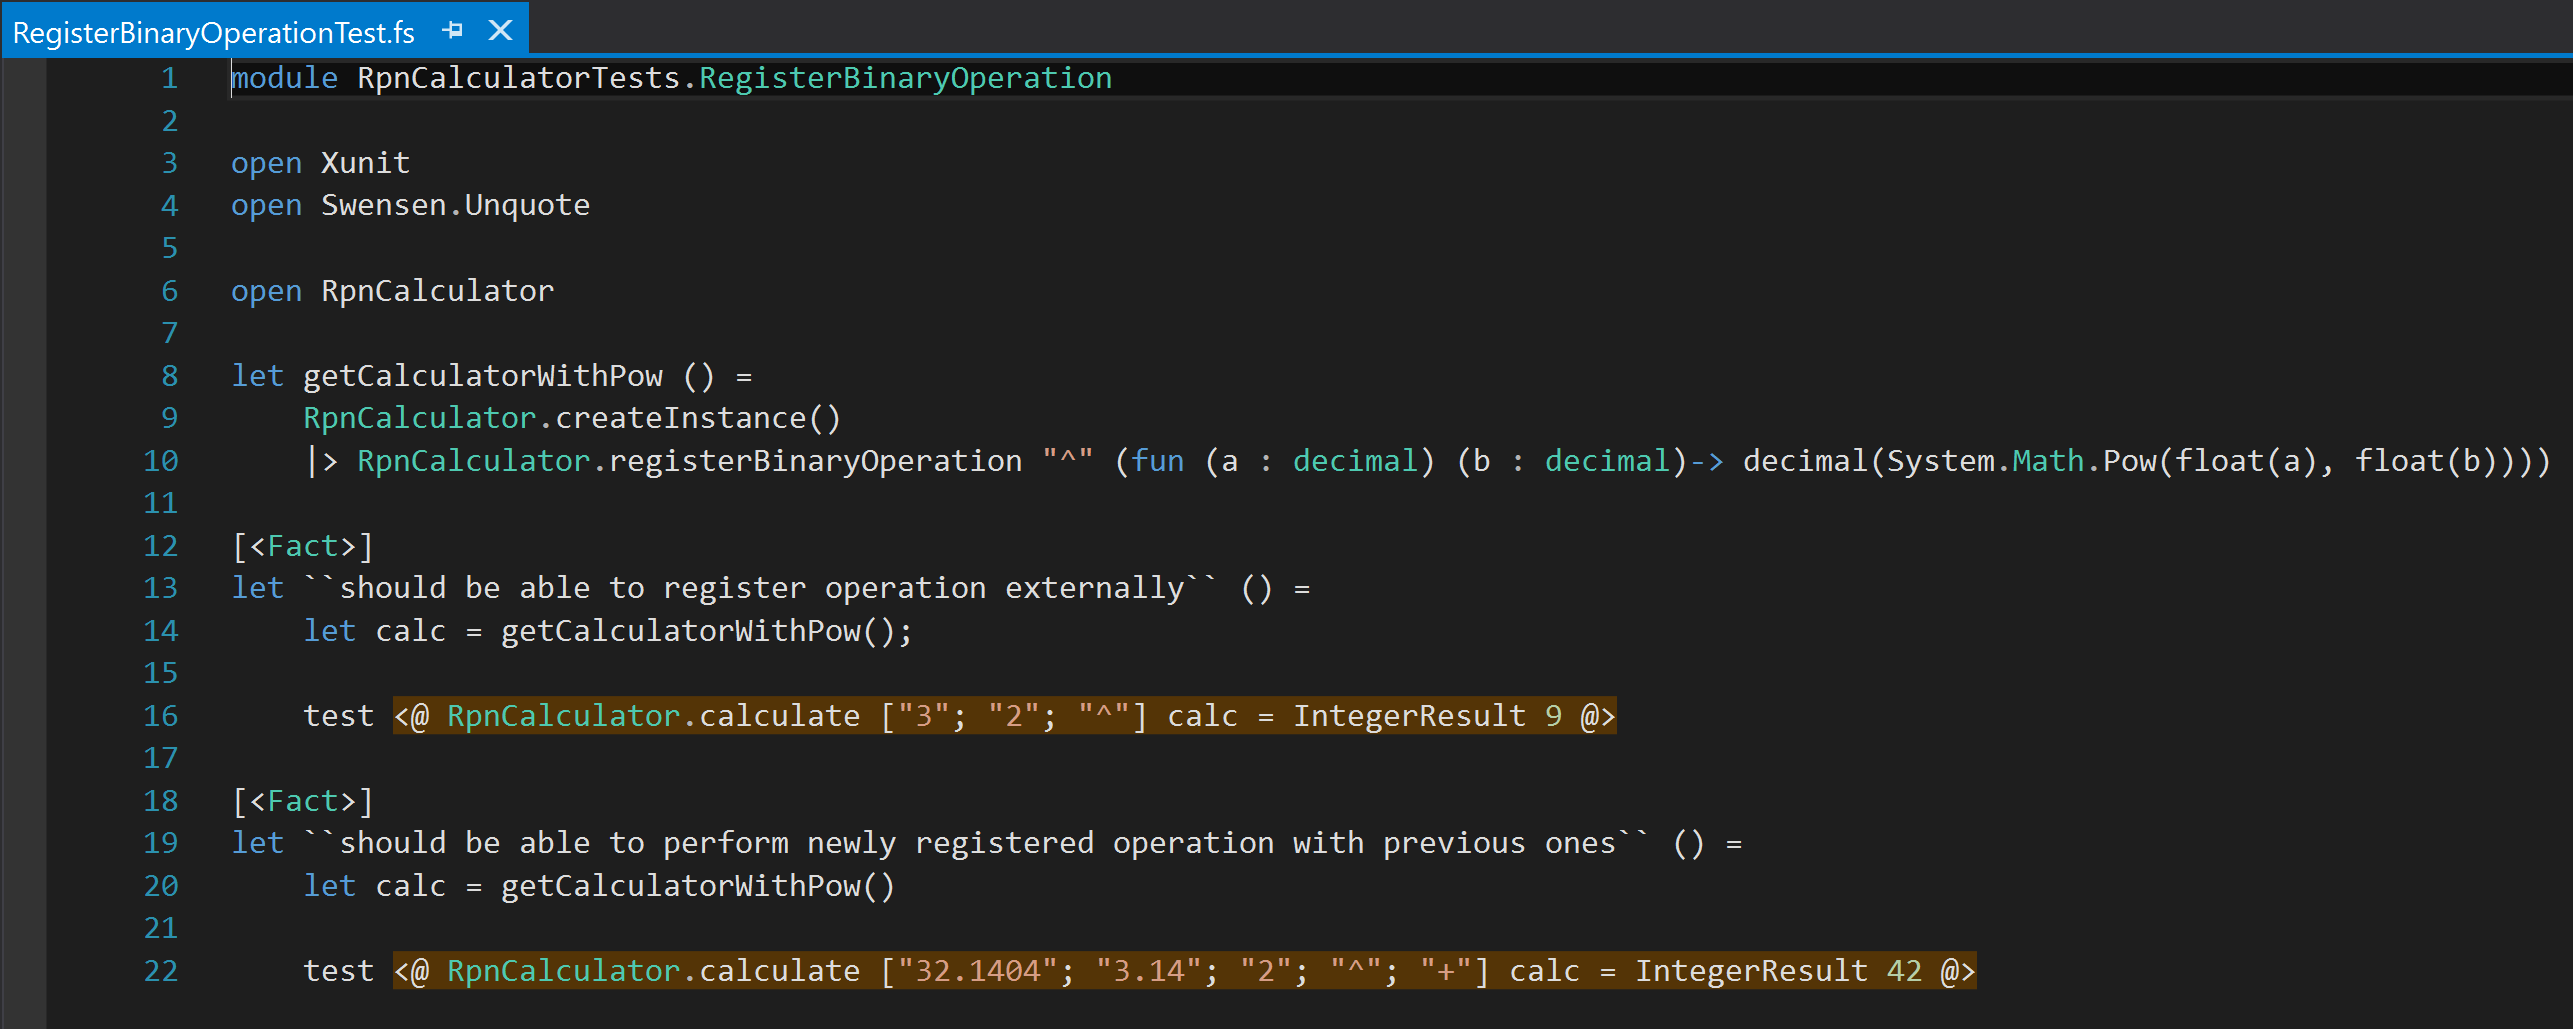 RegisterBinaryOperationTest.fs
1 module RpnCalculatorTests.RegisterBinaryOperation
2
3 open Xunit
4 open Swensen.Unquote
5
6 open RpnCalculator
7
8 let getCalculatorWithPow () =
9     RpnCalculator.createInstance()
10     |> RpnCalculator.registerBinaryOperation "^" (fun (a : decimal) (b : decimal)-> decimal(System.Math.Pow(float(a), float(b))))
11
12 [<Fact>]
13 let ``should be able to register operation externally`` () =
14     let calc = getCalculatorWithPow();
15
16     test <@ RpnCalculator.calculate ["3"; "2"; "^"] calc = IntegerResult 9 @>
17
18 [<Fact>]
19 let ``should be able to perform newly registered operation with previous ones`` () =
20     let calc = getCalculatorWithPow()
21
22     test <@ RpnCalculator.calculate ["32.1404"; "3.14"; "2"; "^"; "+"] calc = IntegerResult 42 @>